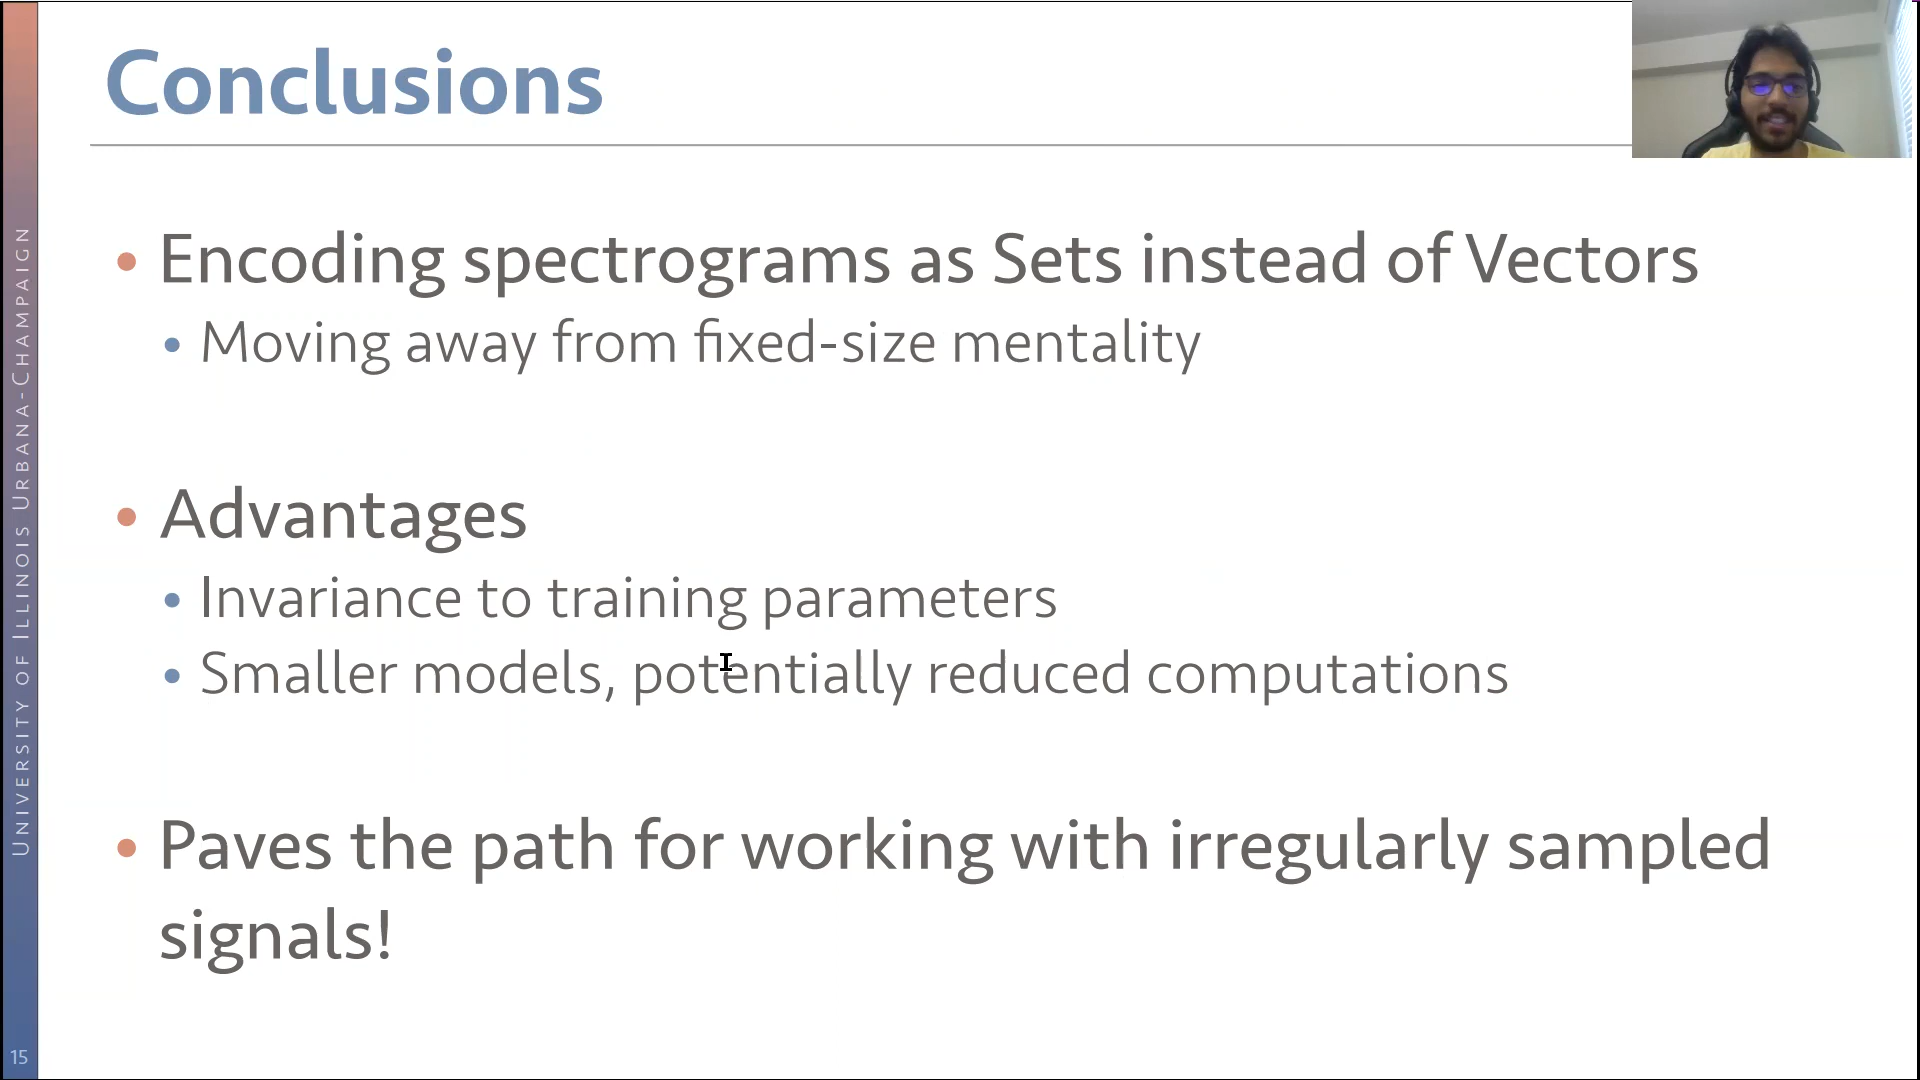 Conclusions
• Encoding spectrograms as Sets instead of Vectors
• Moving away from fixed-size mentality
• Advantages
• Invariance to training parameters
• Smaller models, potentially reduced computations
• Paves the path for working with irregularly sampled
signals!
University of Illinois Urbana-Champaign
15